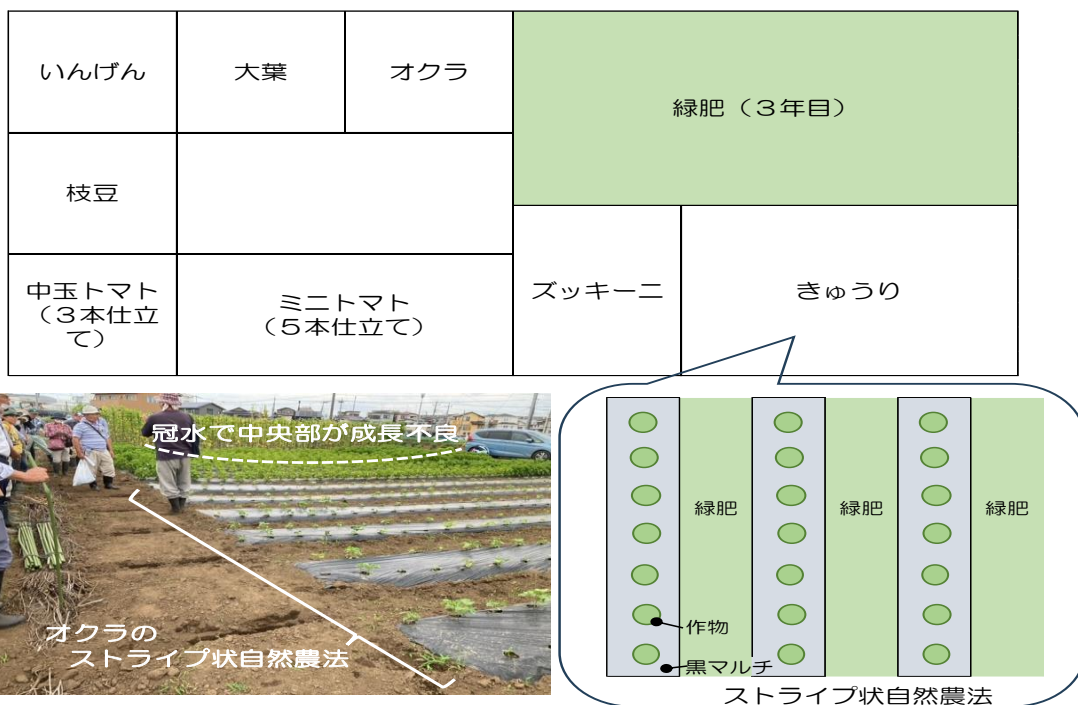 いんげん
大葉
オクラ
緑肥（３年目）
枝豆
中玉トマト
（３本仕立
て）
ミニトマト
（５本仕立て）
ズッキーニ
きゅうり
冠水で中央部が成長不良
オクラの
ストライプ状自然農法
緑肥
緑肥
緑肥
作物
黒マルチ
ストライプ状自然農法